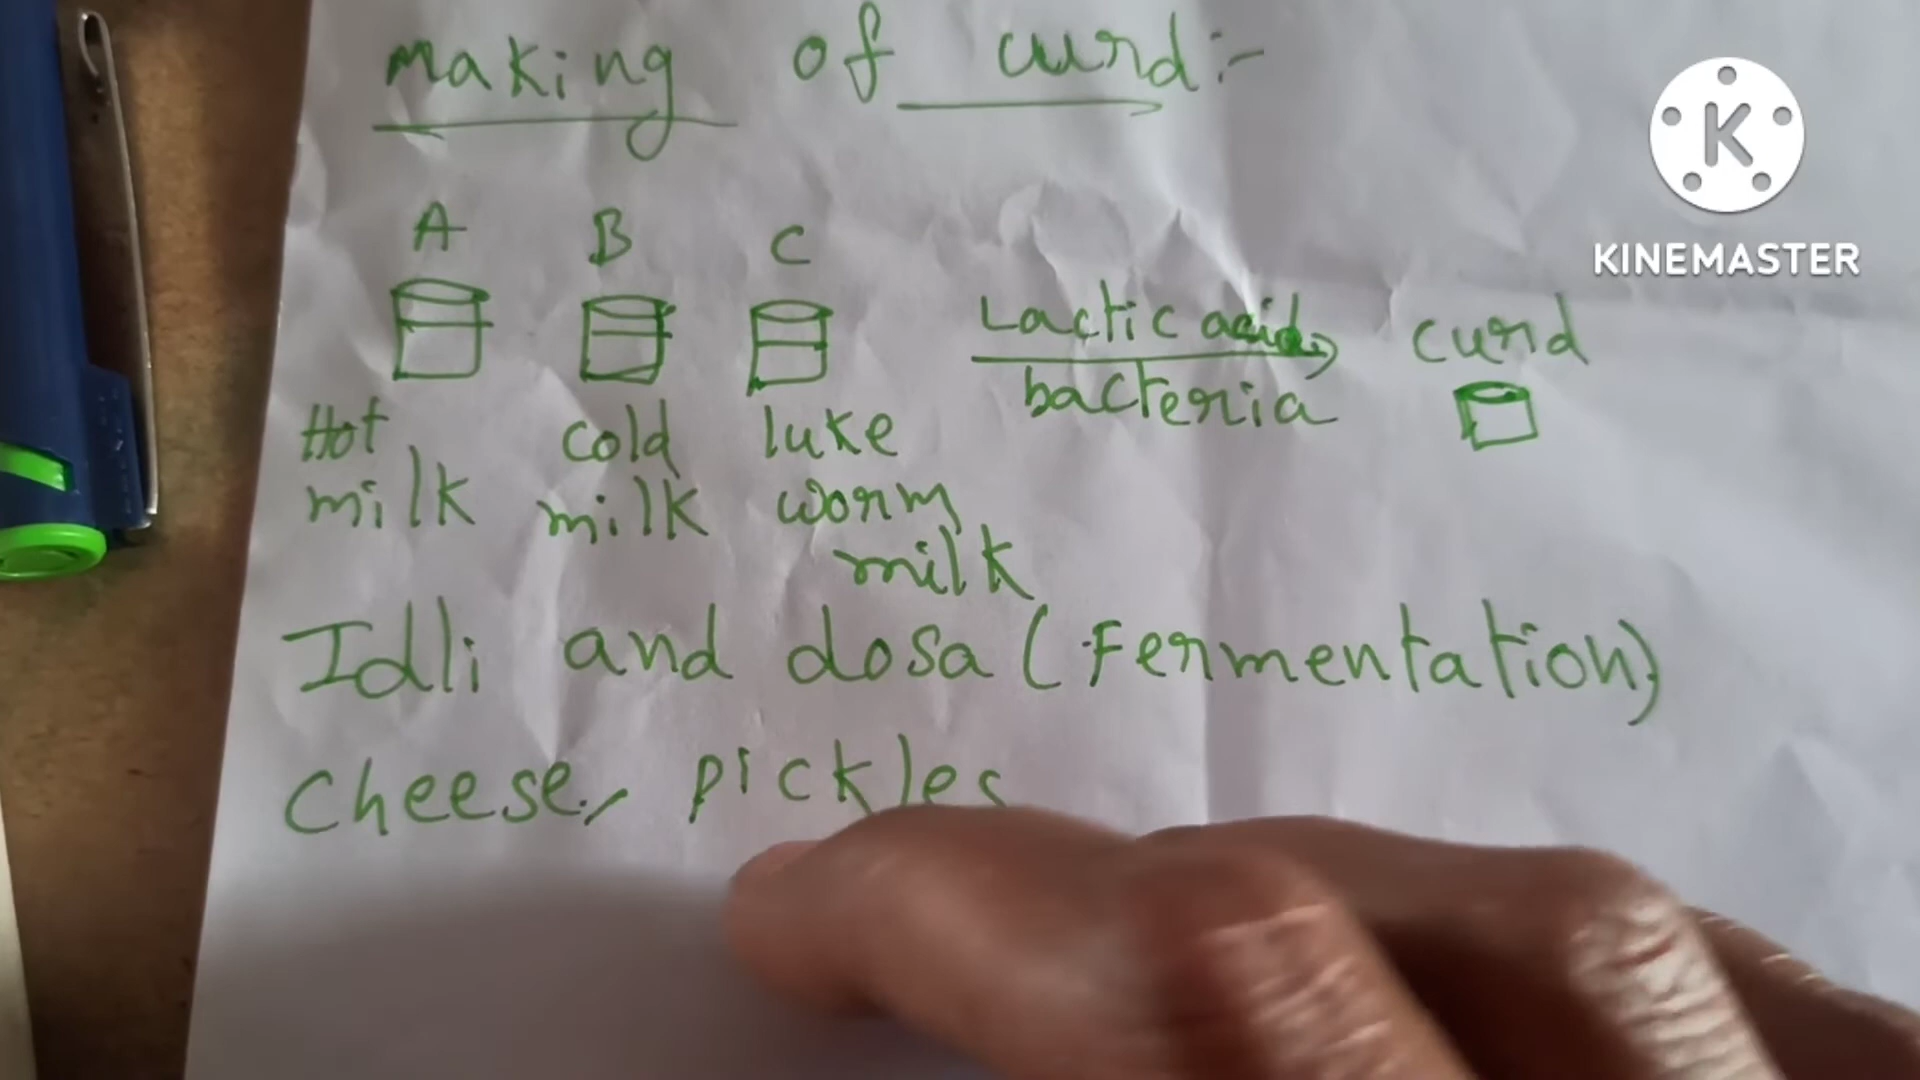 Making of curd:-
A B C
Lactic acid
bacteria
curd
Hot milk
cold milk
luke worm milk
Idli and dosa (Fermentation)
Cheese, pickles
K
KINEMASTER